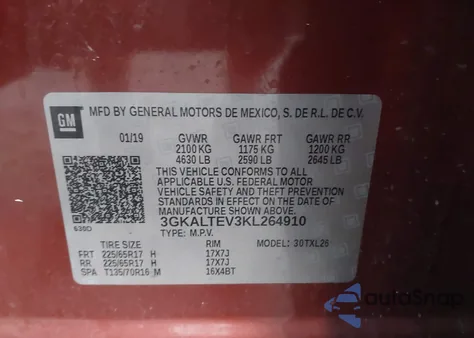 GM
MFD BY GENERAL MOTORS DE MEXICO, S. DE R.L. DE C.V.
01/19 GVWR GAWR FRT GAWR RR
2100 KG 1175 KG 1200 KG
4630 LB 2590 LB 2645 LB
THIS VEHICLE CONFORMS TO ALL
APPLICABLE U.S. FEDERAL MOTOR
VEHICLE SAFETY AND THEFT PREVENTION
STANDARDS IN EFFECT ON THE DATE OF
MANUFACTURE SHOWN ABOVE.
3GKALTEV3KL264910
TYPE: M.P.V. MODEL: 3OTXL26
TIRE SIZE RIM
FRT 225/65R17 H 17X7J
RR 225/65R17 H 17X7J
SPA T135/70R16 M 16X4BT
AutoSnap